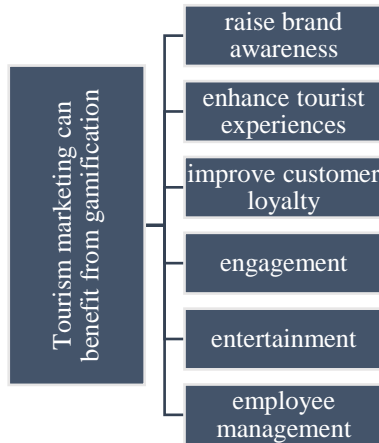 Tourism marketing can
benefit from gamification
raise brand
awareness
enhance tourist
experiences
improve customer
loyalty
engagement
entertainment
employee
management